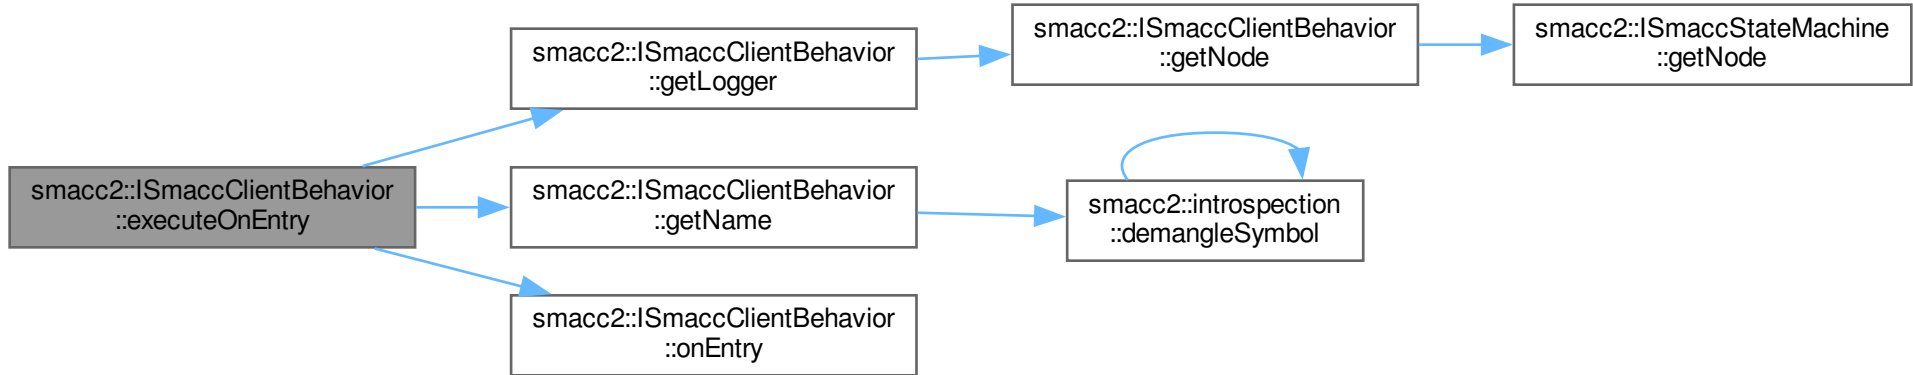 smacc2::ISmaccClientBehavior
::executeOnEntry
smacc2::ISmaccClientBehavior
::getLogger
smacc2::ISmaccClientBehavior
::getNode
smacc2::ISmaccStateMachine
::getNode
smacc2::ISmaccClientBehavior
::getName
smacc2::introspection
::demangleSymbol
smacc2::ISmaccClientBehavior
::onEntry